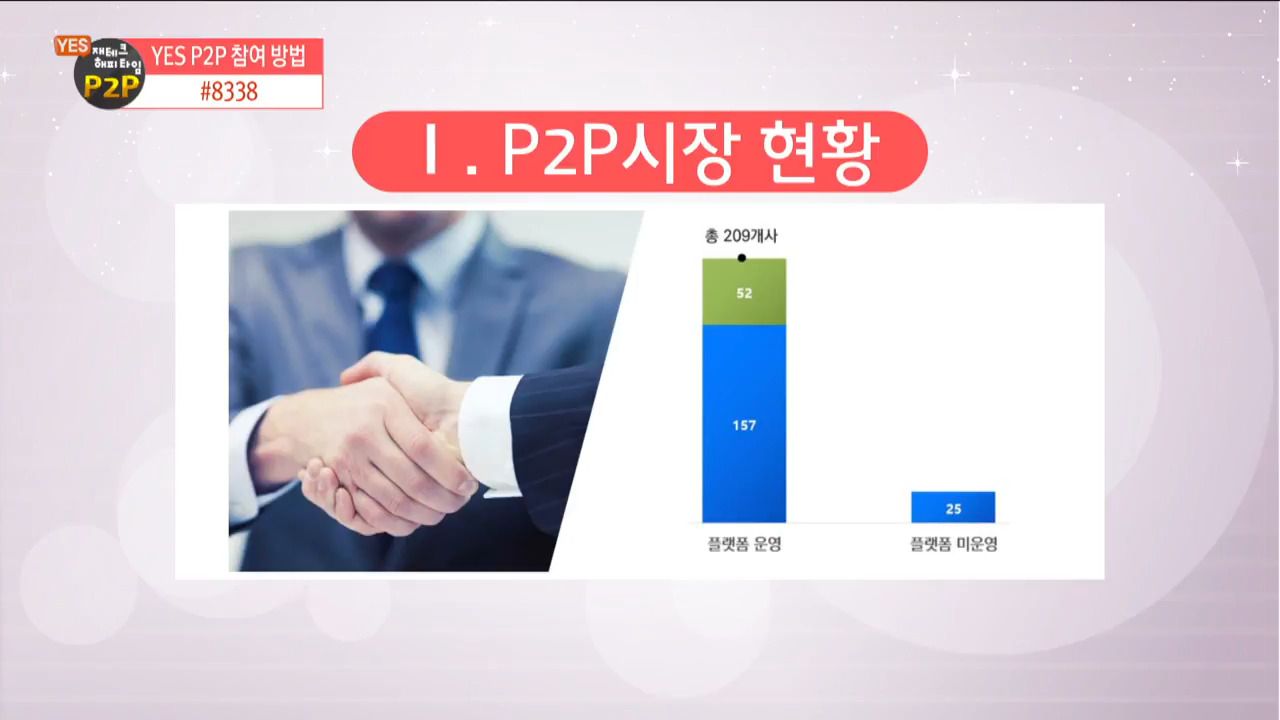 YES
재테크
해피타임
P2P
YES P2P 참여 방법
#8338
Ⅰ. P2P시장 현황
총 209개사
52
157
25
플랫폼 운영
플랫폼 미운영